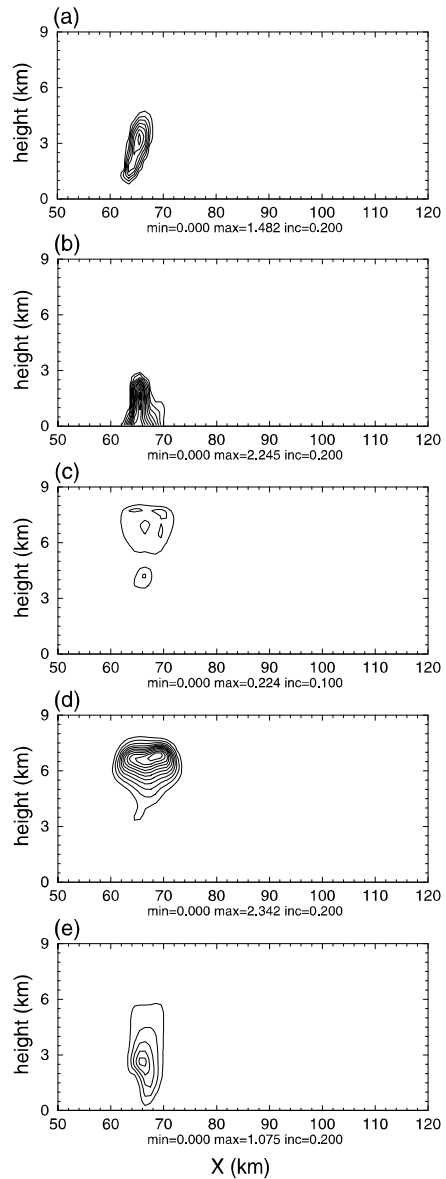 (a)
9
6
3
0
height (km)
50 60 70 80 90 100 110 120
min=0.000 max=1.482 inc=0.200
(b)
9
6
3
0
height (km)
50 60 70 80 90 100 110 120
min=0.000 max=2.245 inc=0.200
(c)
9
6
3
0
height (km)
50 60 70 80 90 100 110 120
min=0.000 max=0.224 inc=0.100
(d)
9
6
3
0
height (km)
50 60 70 80 90 100 110 120
min=0.000 max=2.342 inc=0.200
(e)
9
6
3
0
height (km)
50 60 70 80 90 100 110 120
min=0.000 max=1.075 inc=0.200
X (km)